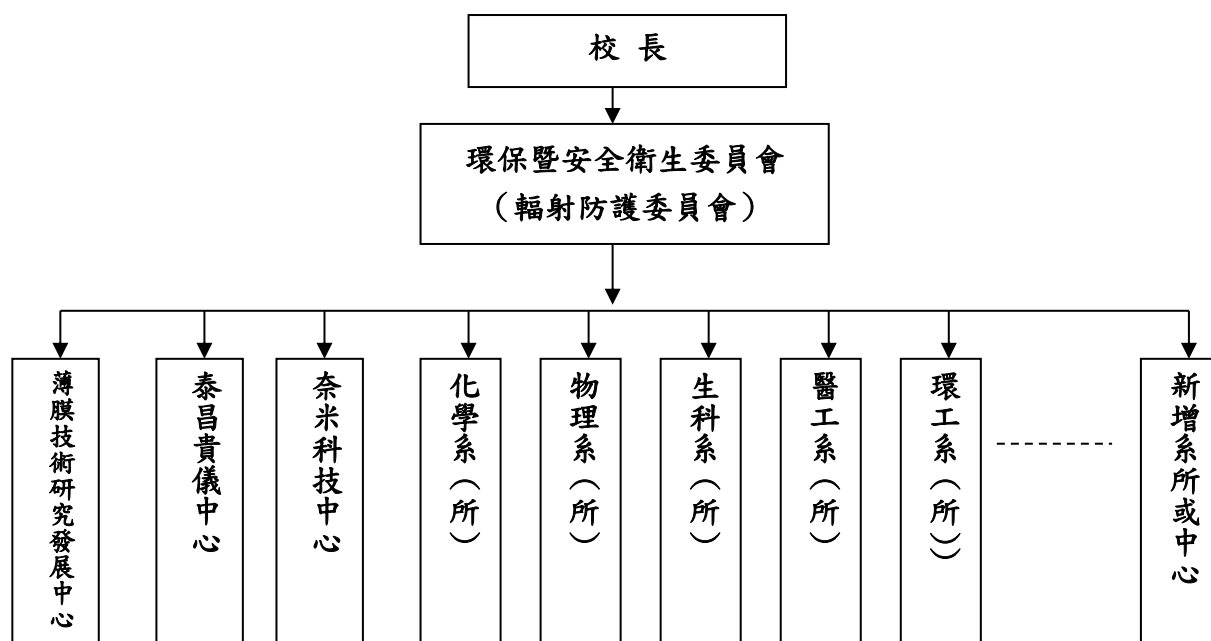 校 長
環保暨安全衛生委員會
（輻射防護委員會）
薄膜技術研究發展中心
泰昌貴儀中心
奈米科技中心
化學系（所）
物理系（所）
生科系（所）
醫工系（所）
環工系（所））
新增系所或中心